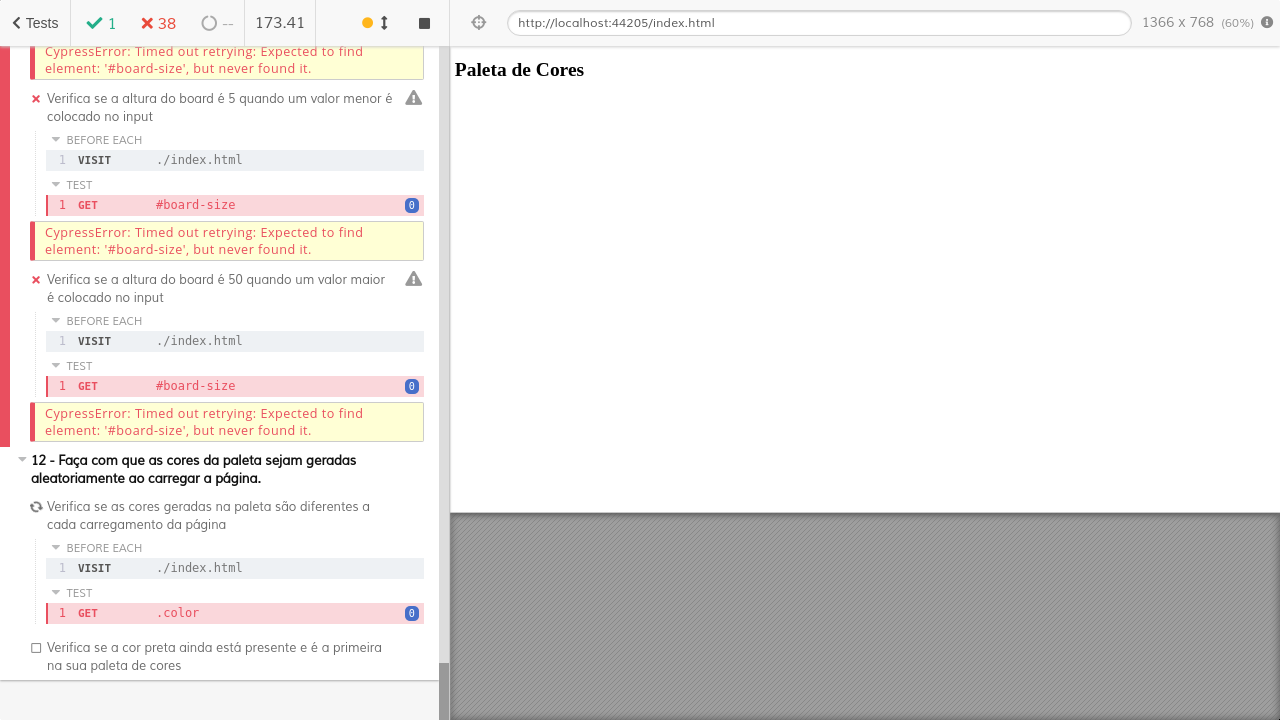 Tests
1
38
--
173.41
http://localhost:44205/index.html
1366 x 768 (60%)
CypressError: Timed out retrying: Expected to find
element: '#board-size', but never found it.
Verifica se a altura do board é 5 quando um valor menor é
colocado no input
BEFORE EACH
1 VISIT ./index.html
TEST
1 GET #board-size 0
CypressError: Timed out retrying: Expected to find
element: '#board-size', but never found it.
Verifica se a altura do board é 50 quando um valor maior
é colocado no input
BEFORE EACH
1 VISIT ./index.html
TEST
1 GET #board-size 0
CypressError: Timed out retrying: Expected to find
element: '#board-size', but never found it.
12 - Faça com que as cores da paleta sejam geradas
aleatoriamente ao carregar a página.
Verifica se as cores geradas na paleta são diferentes a
cada carregamento da página
BEFORE EACH
1 VISIT ./index.html
TEST
1 GET .color 0
Verifica se a cor preta ainda está presente e é a primeira
na sua paleta de cores
Paleta de Cores